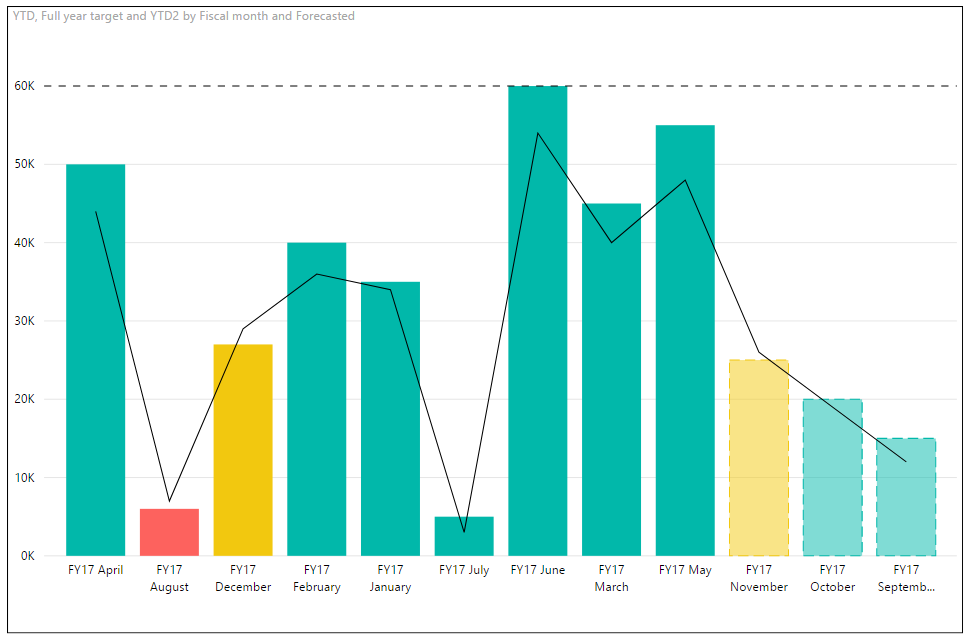 YTD, Full year target and YTD2 by Fiscal month and Forecasted
60K
50K
40K
30K
20K
10K
0K
FY17 April
FY17
August
FY17
December
FY17
February
FY17
January
FY17 July
FY17 June
FY17
March
FY17 May
FY17
November
FY17
October
FY17
Septemb...